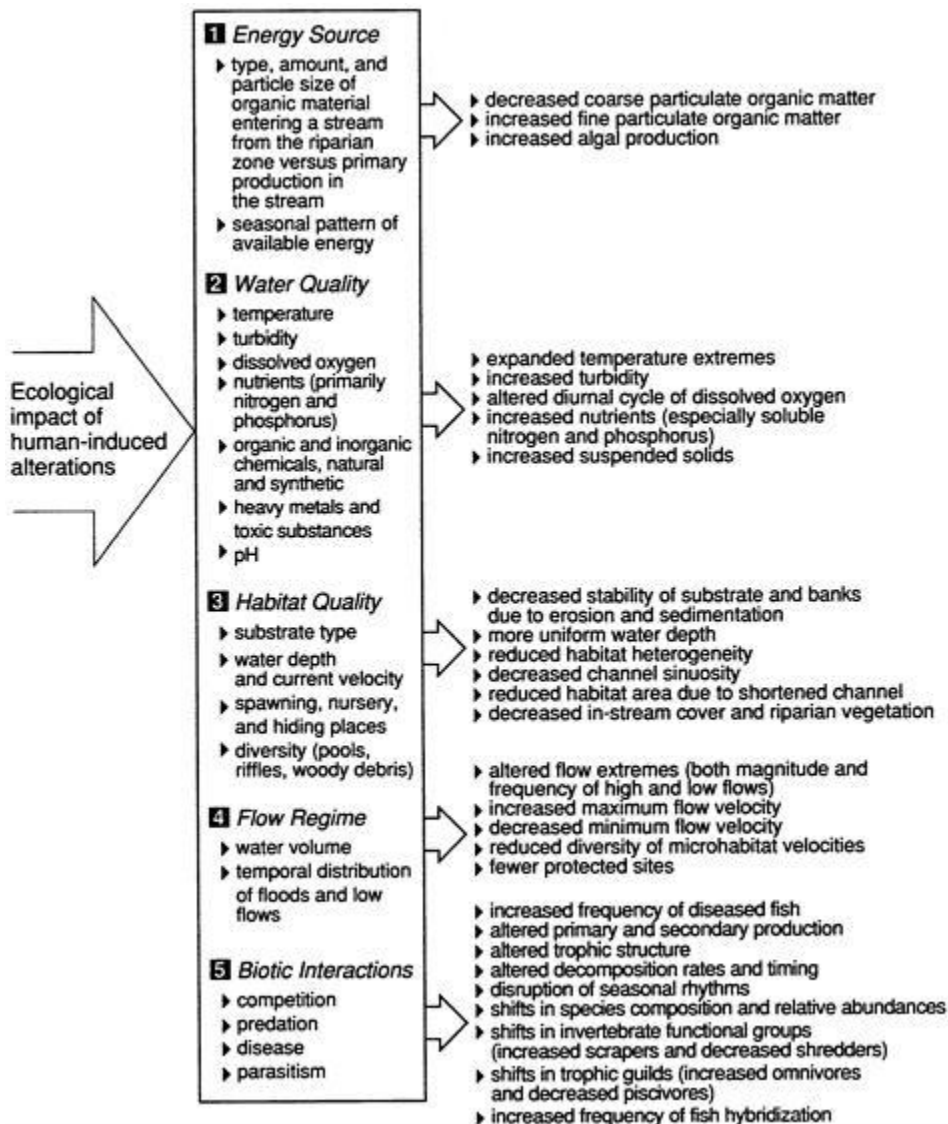 Ecological
impact of
human-induced
alterations
1 Energy Source
type, amount, and
particle size of
organic material
entering a stream
from the riparian
zone versus primary
production in
the stream
seasonal pattern of
available energy
decreased coarse particulate organic matter
increased fine particulate organic matter
increased algal production
2 Water Quality
temperature
turbidity
dissolved oxygen
nutrients (primarily
nitrogen and
phosphorus)
organic and inorganic
chemicals, natural
and synthetic
heavy metals and
toxic substances
pH
expanded temperature extremes
increased turbidity
altered diurnal cycle of dissolved oxygen
increased nutrients (especially soluble
nitrogen and phosphorus)
increased suspended solids
3 Habitat Quality
substrate type
water depth
and current velocity
spawning, nursery,
and hiding places
diversity (pools,
riffles, woody debris)
decreased stability of substrate and banks
due to erosion and sedimentation
more uniform water depth
reduced habitat heterogeneity
decreased channel sinuosity
reduced habitat area due to shortened channel
decreased in-stream cover and riparian vegetation
4 Flow Regime
water volume
temporal distribution
of floods and low
flows
altered flow extremes (both magnitude and
frequency of high and low flows)
increased maximum flow velocity
decreased minimum flow velocity
reduced diversity of microhabitat velocities
fewer protected sites
5 Biotic Interactions
competition
predation
disease
parasitism
increased frequency of diseased fish
altered primary and secondary production
altered trophic structure
altered decomposition rates and timing
disruption of seasonal rhythms
shifts in species composition and relative abundances
shifts in invertebrate functional groups
(increased scrapers and decreased shredders)
shifts in trophic guilds (increased omnivores
and decreased piscivores)
increased frequency of fish hybridization